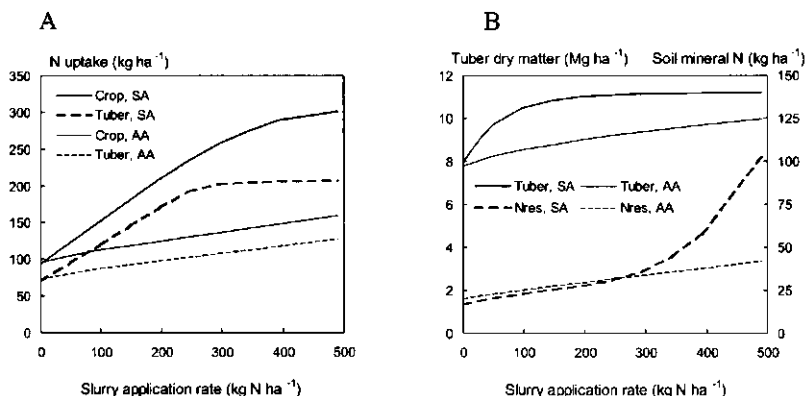 A
N uptake (kg ha⁻¹)
350
300
250
200
150
100
50
0
Crop, SA
Tuber, SA
Crop, AA
Tuber, AA
0 100 200 300 400 500
Slurry application rate (kg N ha⁻¹)
B
Tuber dry matter (Mg ha⁻¹) Soil mineral N (kg ha⁻¹)
12
10
8
6
4
2
0
150
125
100
75
50
25
0
Tuber, SA Tuber, AA
Nres, SA Nres, AA
0 100 200 300 400 500
Slurry application rate (kg N ha⁻¹)